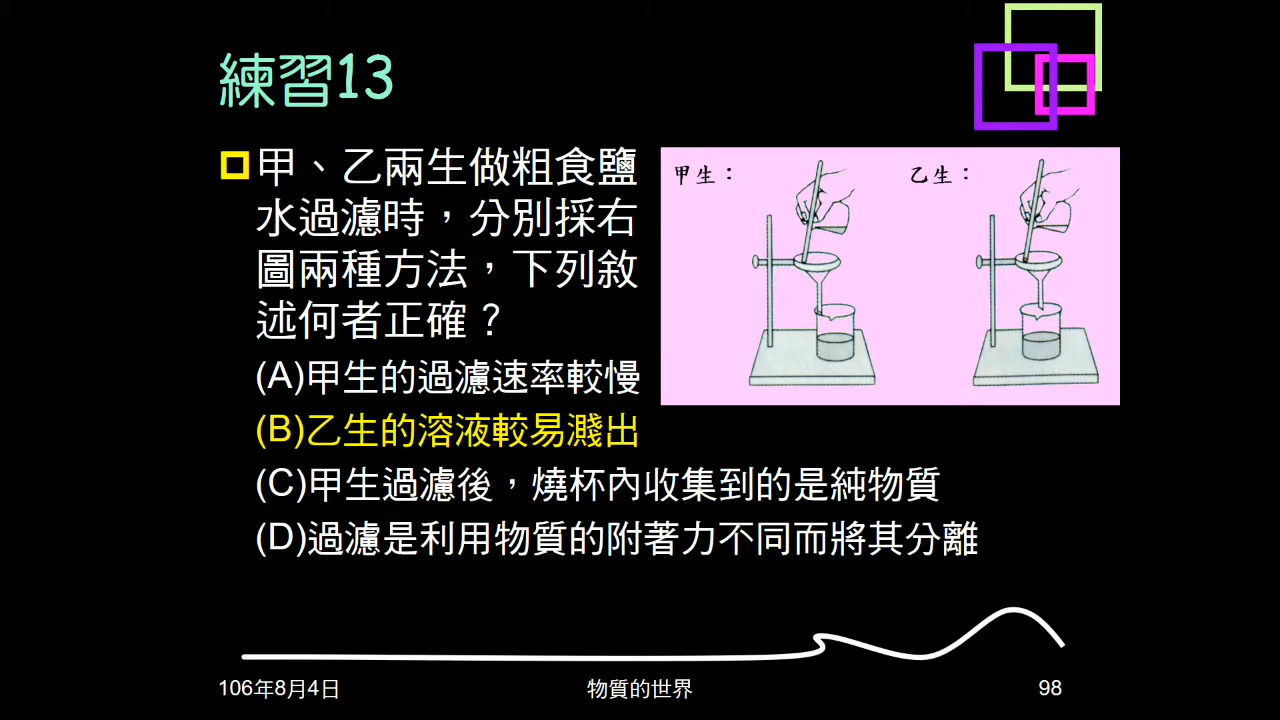 練習13
甲、乙兩生做粗食鹽
水過濾時，分別採右
圖兩種方法，下列敘
述何者正確？
(A)甲生的過濾速率較慢
(B)乙生的溶液較易濺出
(C)甲生過濾後，燒杯內收集到的是純物質
(D)過濾是利用物質的附著力不同而將其分離
甲生：
乙生：
106年8月4日
物質的世界
98